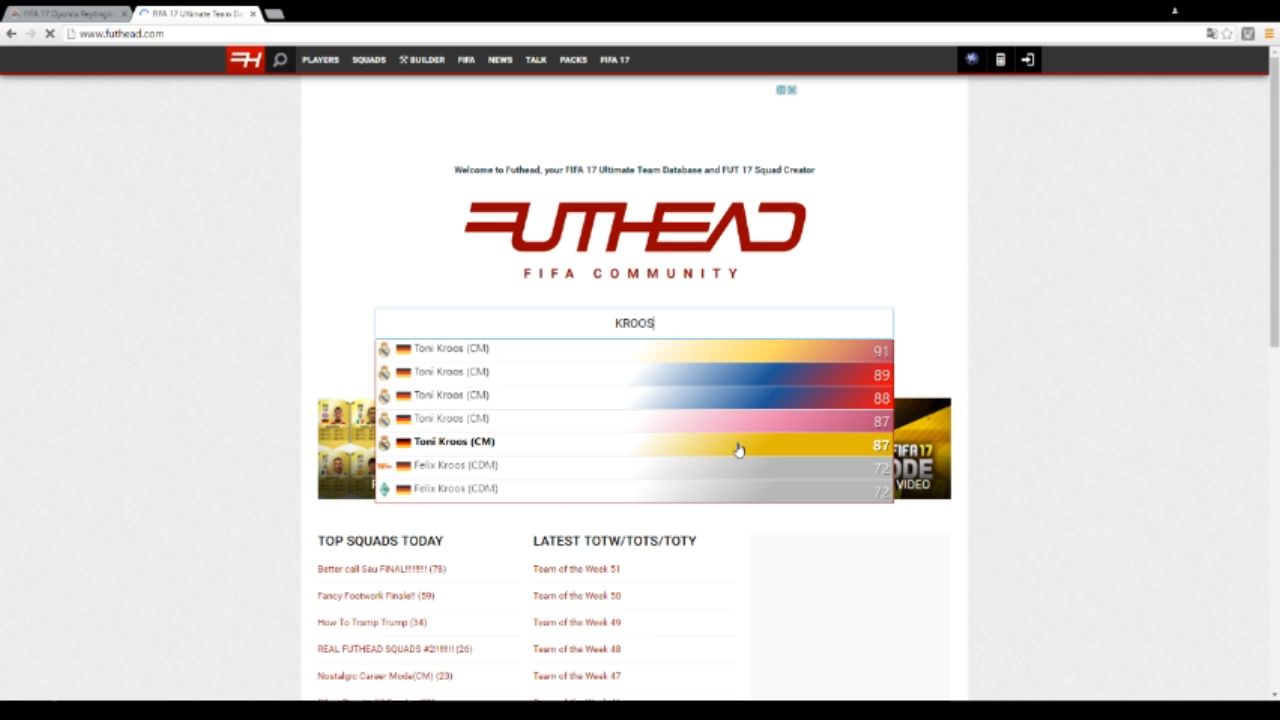 FIFA 17 Oyuncu Reytingle
FIFA 17 Ultimate Team Da
www.futhead.com
PLAYERS SQUADS BUILDER FIFA NEWS TALK PACKS FIFA 17
Welcome to Futhead, your FIFA 17 Ultimate Team Database and FUT 17 Squad Creator
FUTHEAD
FIFA COMMUNITY
KROOS
Toni Kroos (CM) 91
Toni Kroos (CM) 89
Toni Kroos (CM) 88
Toni Kroos (CM) 87
Toni Kroos (CM) 87
Felix Kroos (CDM) 72
Felix Kroos (CDM) 72
FIFA 17
ODE
VIDEO
TOP SQUADS TODAY
Better call Sau FINAL!!!!!!!! (78)
Fancy Footwork Finale!! (59)
How To Tramp Trump (34)
REAL FUTHEAD SQUADS #2!!!!!!! (26)
Nostalgic Career Mode(CM) (23)
LATEST TOTW/TOTS/TOTY
Team of the Week 51
Team of the Week 50
Team of the Week 49
Team of the Week 48
Team of the Week 47